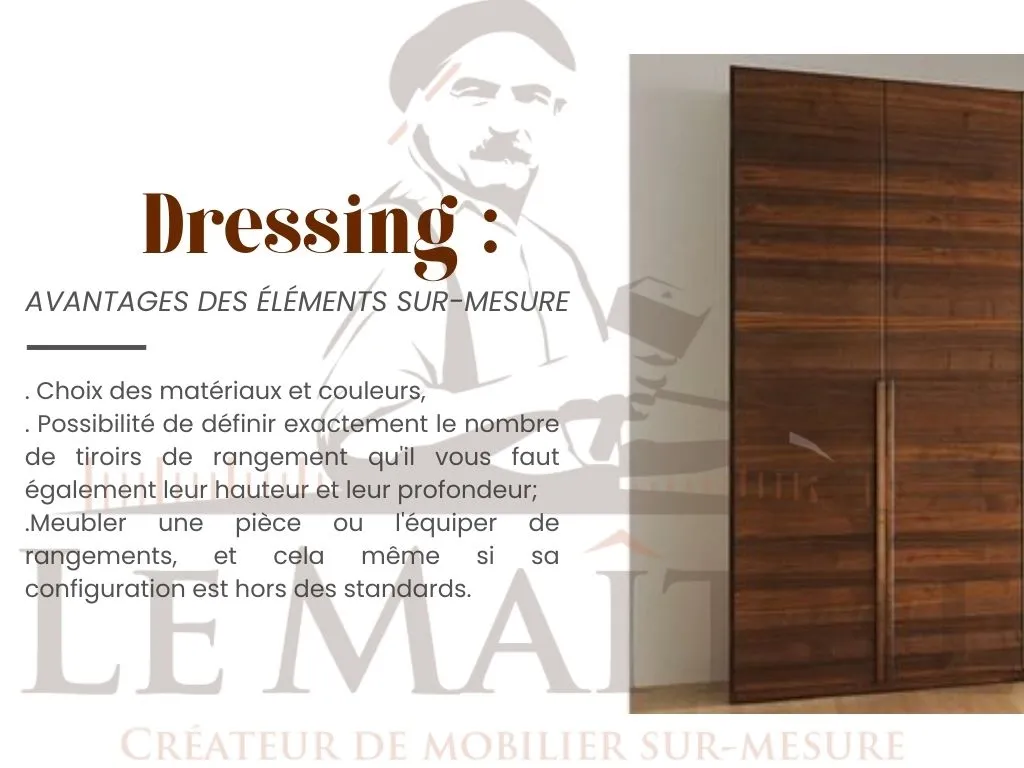 Dressing :
AVANTAGES DES ÉLÉMENTS SUR-MESURE
. Choix des matériaux et couleurs,
. Possibilité de définir exactement le nombre
de tiroirs de rangement qu'il vous faut
également leur hauteur et leur profondeur;
.Meubler une pièce ou l'équiper de
rangements, et cela même si sa
configuration est hors des standards.
LE MAÎT
CRÉATEUR DE MOBILIER SUR-MESURE